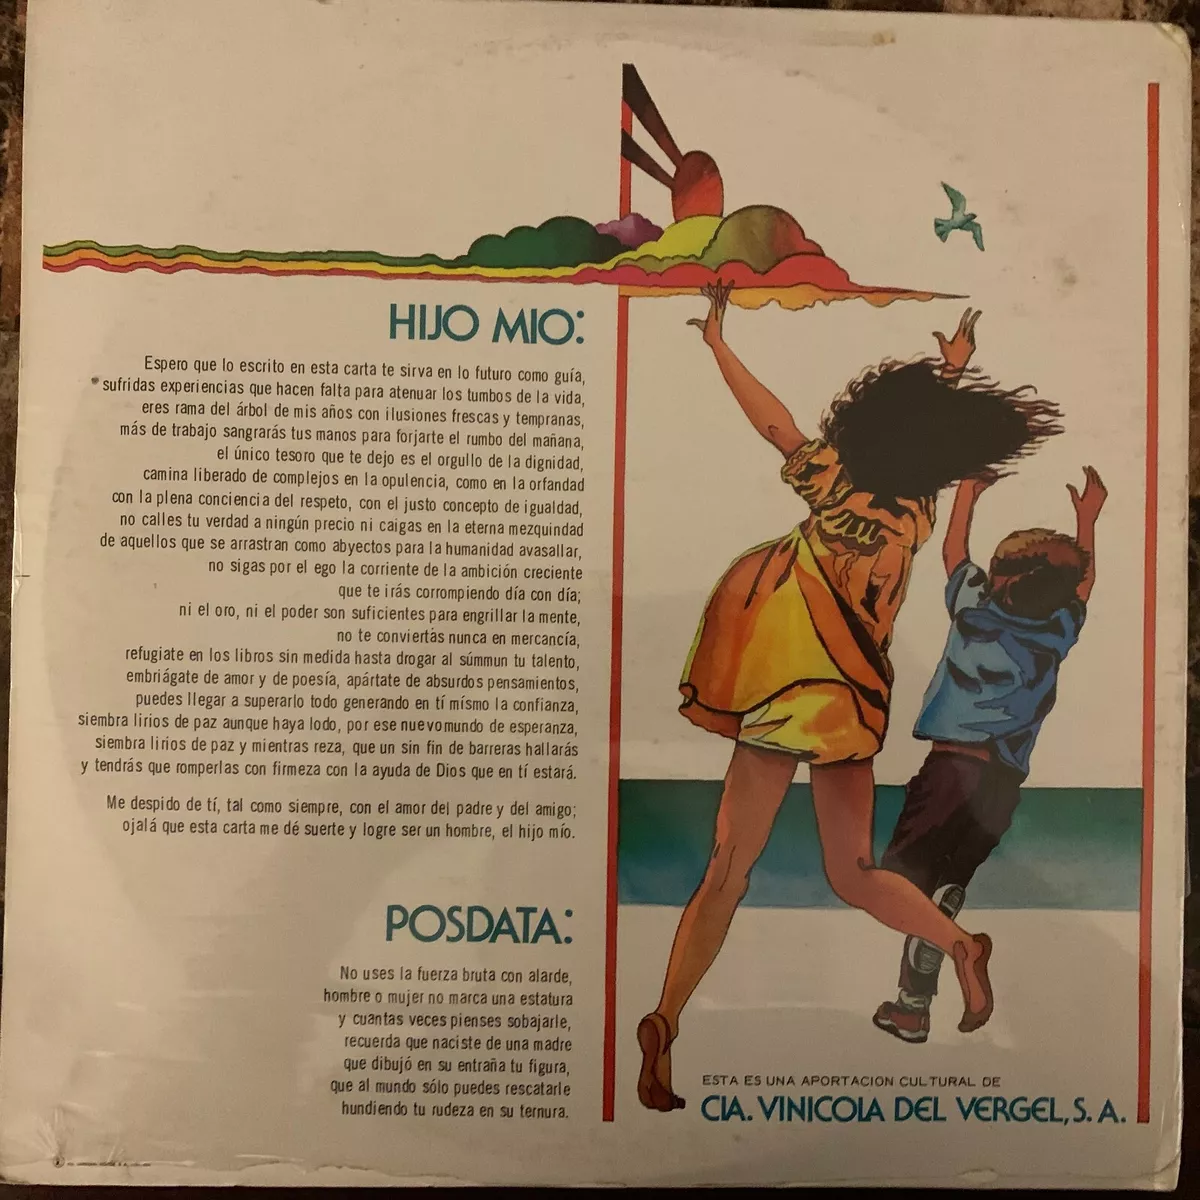 HIJO MIO:
Espero que lo escrito en esta carta te sirva en lo futuro como guía,
sufridas experiencias que hacen falta para atenuar los tumbos de la vida,
eres rama del árbol de mis años con ilusiones frescas y tempranas,
más de trabajo sangrarás tus manos para forjarte el rumbo del mañana,
el único tesoro que te dejo es el orgullo de la dignidad,
camina liberado de complejos en la opulencia, como en la orfandad
con la plena conciencia del respeto, con el justo concepto de igualdad,
no calles tu verdad a ningún precio ni caigas en la eterna mezquindad
de aquellos que se arrastran como abyectos para la humanidad avasallar,
no sigas por el ego la corriente de la ambición creciente
que te irás corrompiendo día con día;
ni el oro, ni el poder son suficientes para engrillar la mente,
no te conviertás nunca en mercancía,
refugiate en los libros sin medida hasta drogar al súmmun tu talento,
embriágate de amor y de poesía, apártate de absurdos pensamientos,
puedes llegar a superarlo todo generando en tí mísmo la confianza,
siembra lirios de paz aunque haya lodo, por ese nuevo mundo de esperanza,
siembra lirios de paz y mientras reza, que un sin fin de barreras hallarás
y tendrás que romperlas con firmeza con la ayuda de Dios que en tí estará.
Me despido de tí, tal como siempre, con el amor del padre y del amigo;
ojalá que esta carta me dé suerte y logre ser un hombre, el hijo mío.
POSDATA:
No uses la fuerza bruta con alarde,
hombre o mujer no marca una estatura
y cuantas veces pienses sobajarle,
recuerda que naciste de una madre
que dibujó en su entraña tu figura,
que al mundo sólo puedes rescatarle
hundiendo tu rudeza en su ternura.
ESTA ES UNA APORTACION CULTURAL DE
CIA. VINICOLA DEL VERGEL, S. A.